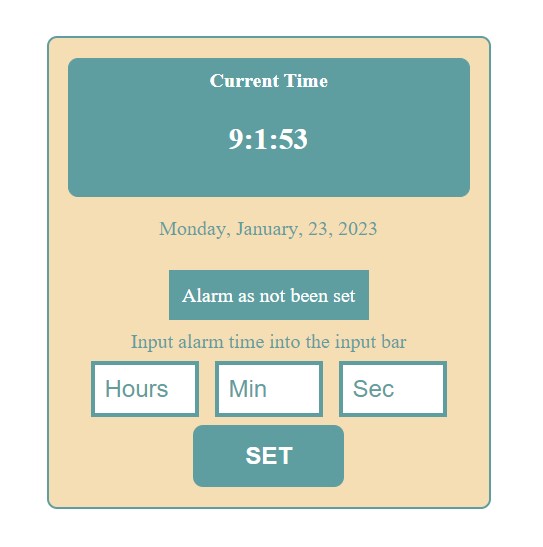 Current Time
9:1:53
Monday, January, 23, 2023
Alarm as not been set
Input alarm time into the input bar
Hours Min Sec
SET